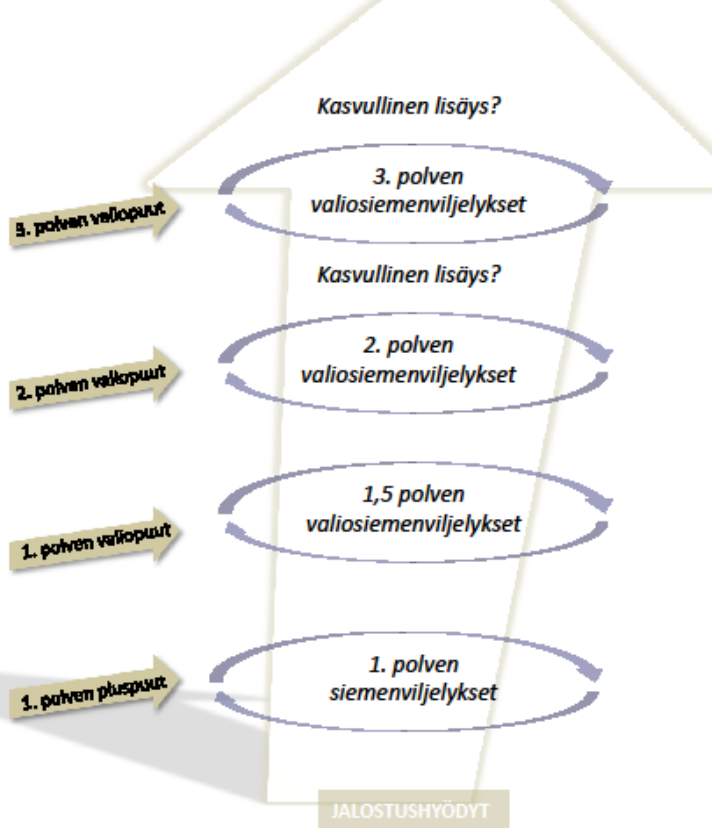 Kasvullinen lisäys?
3. polven
valiosiemenviljelykset
3. polven valiopuut
Kasvullinen lisäys?
2. polven
valiosiemenviljelykset
2. polven valiopuut
1,5 polven
valiosiemenviljelykset
1. polven valiopuut
1. polven
siemenviljelykset
1. polven pluspuut
JALOSTUSHYÖDYT